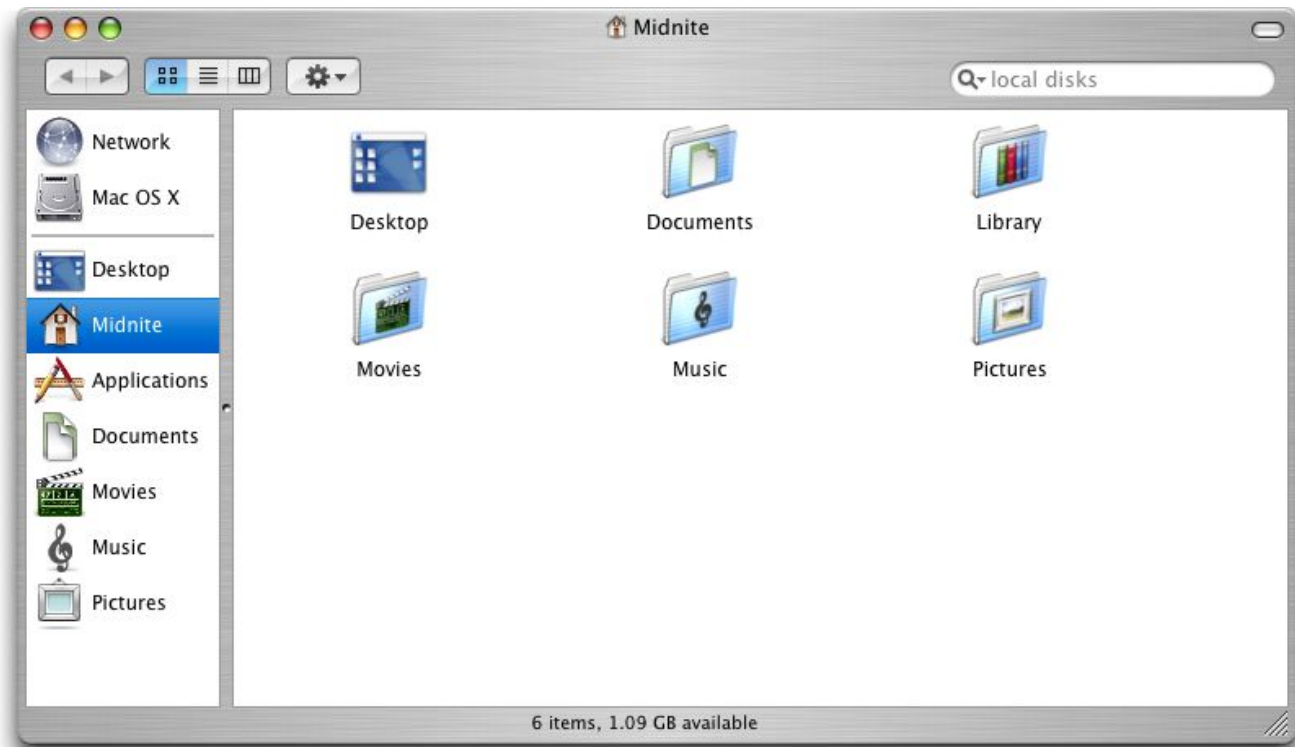 Midnite
local disks
Network
Mac OS X
Desktop
Midnite
Applications
Documents
Movies
Music
Pictures
Desktop Documents Library
Movies Music Pictures
6 items, 1.09 GB available